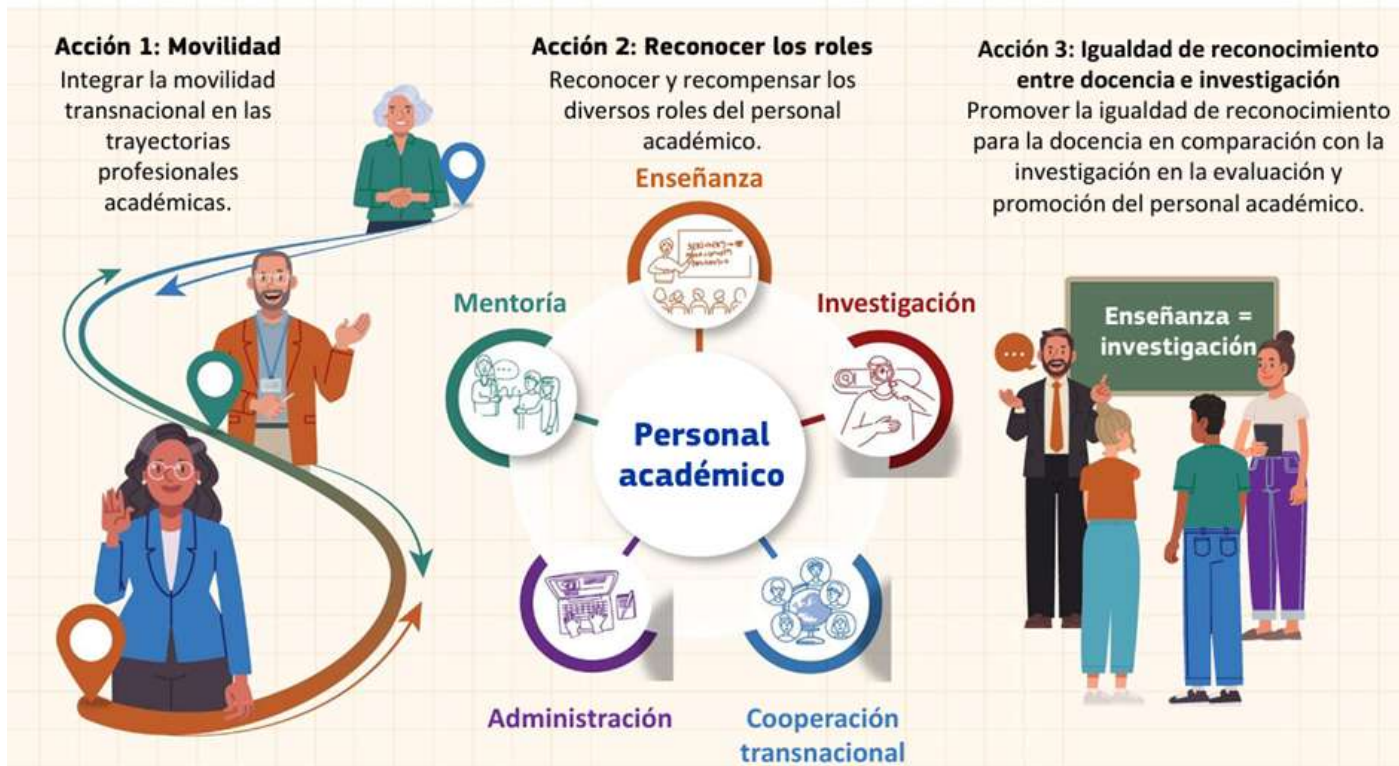 Acción 1: Movilidad
Integrar la movilidad
transnacional en las
trayectorias
profesionales
académicas.
Acción 2: Reconocer los roles
Reconocer y recompensar los
diversos roles del personal
académico.
Enseñanza
Mentoría
Investigación
Personal
académico
Administración
Cooperación
transnacional
Acción 3: Igualdad de reconocimiento
entre docencia e investigación
Promover la igualdad de reconocimiento
para la docencia en comparación con la
investigación en la evaluación y
promoción del personal académico.
Enseñanza =
investigación